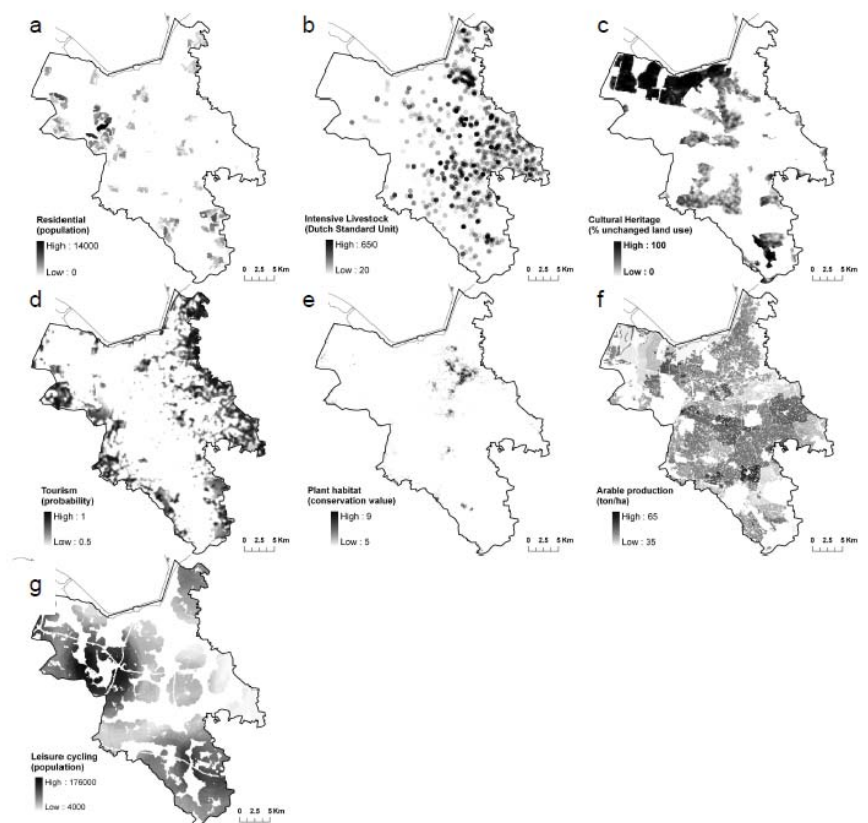 a
Residential
(population)
High : 14000
Low : 0
0 2.5 5 Km
b
Intensive Livestock
(Dutch Standard Unit)
High : 650
Low : 20
0 2.5 5 Km
c
Cultural Heritage
(% unchanged land use)
High : 100
Low : 0
0 2.5 5 Km
d
Tourism
(probability)
High : 1
Low : 0.5
0 2.5 5 Km
e
Plant habitat
(conservation value)
High : 9
Low : 5
0 2.5 5 Km
f
Arable production
(ton/ha)
High : 65
Low : 35
0 2.5 5 Km
g
Leisure cycling
(population)
High : 176000
Low : 4000
0 2.5 5 Km